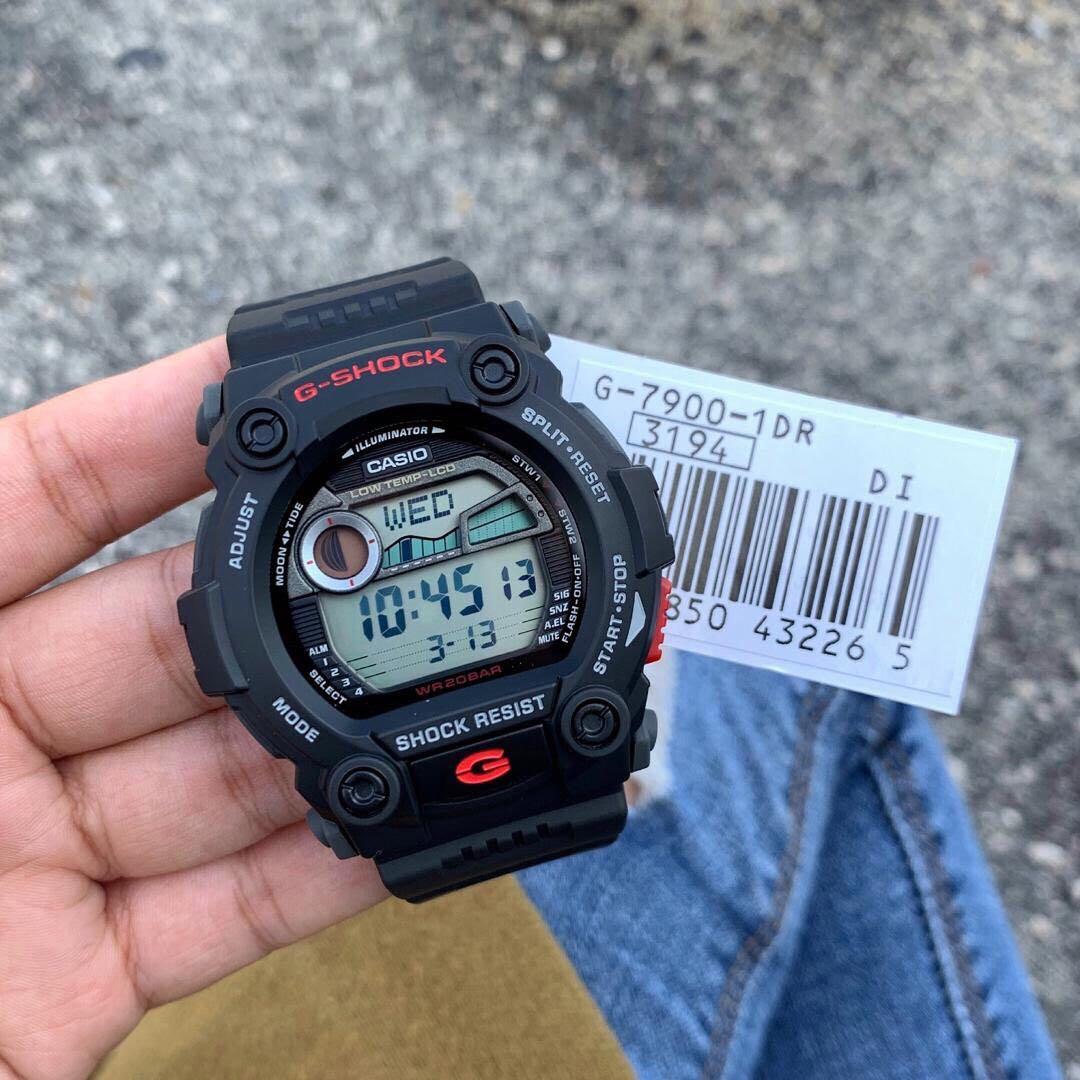 G-SHOCK
ILLUMINATOR
CASIO
LOW TEMP-LCD
WED
10:45 13
3-13
WR20BAR
SHOCK RESIST
G
ADJUST
MOON
TIDE
MODE
ALM
1
2
3
4
SELECT
SPLIT•RESET
STW1
STW2
START•STOP
SIG
SNZ
A.EL
MUTE
FLASH-ON•OFF
G-7900-1DR
3194
DI
850 43226 5